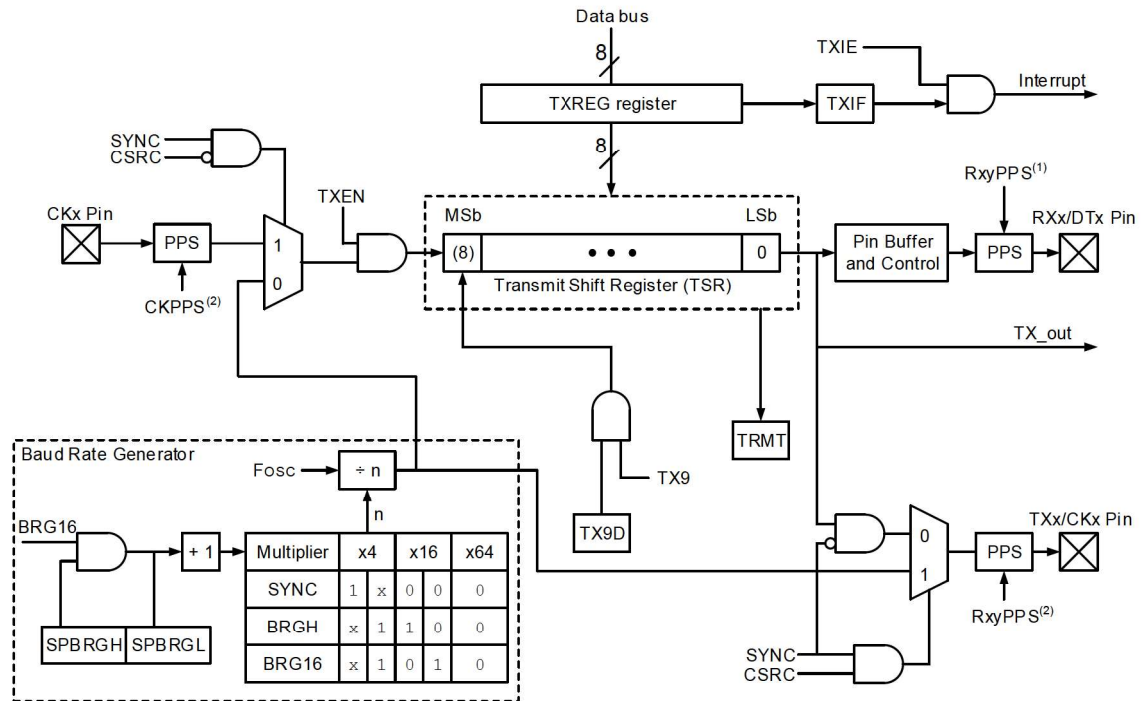 Data bus
8
TXIE
TXREG register
TXIF
Interrupt
SYNC
CSRC
8
RxyPPS(1)
TXEN
CKx Pin
MSb
LSb
RXx/DTx Pin
PPS
1
(8)
• • •
0
Pin Buffer
and Control
PPS
0
Transmit Shift Register (TSR)
CKPPS(2)
TX_out
TRMT
Baud Rate Generator
Fosc
÷ n
TX9
n
BRG16
TX9D
TXx/CKx Pin
+ 1
Multiplier x4 x16 x64
0
PPS
SYNC 1 x 0 0 0
1
BRGH x 1 1 0 0
RxyPPS(2)
SPBRGH SPBRGL
BRG16 x 1 0 1 0
SYNC
CSRC